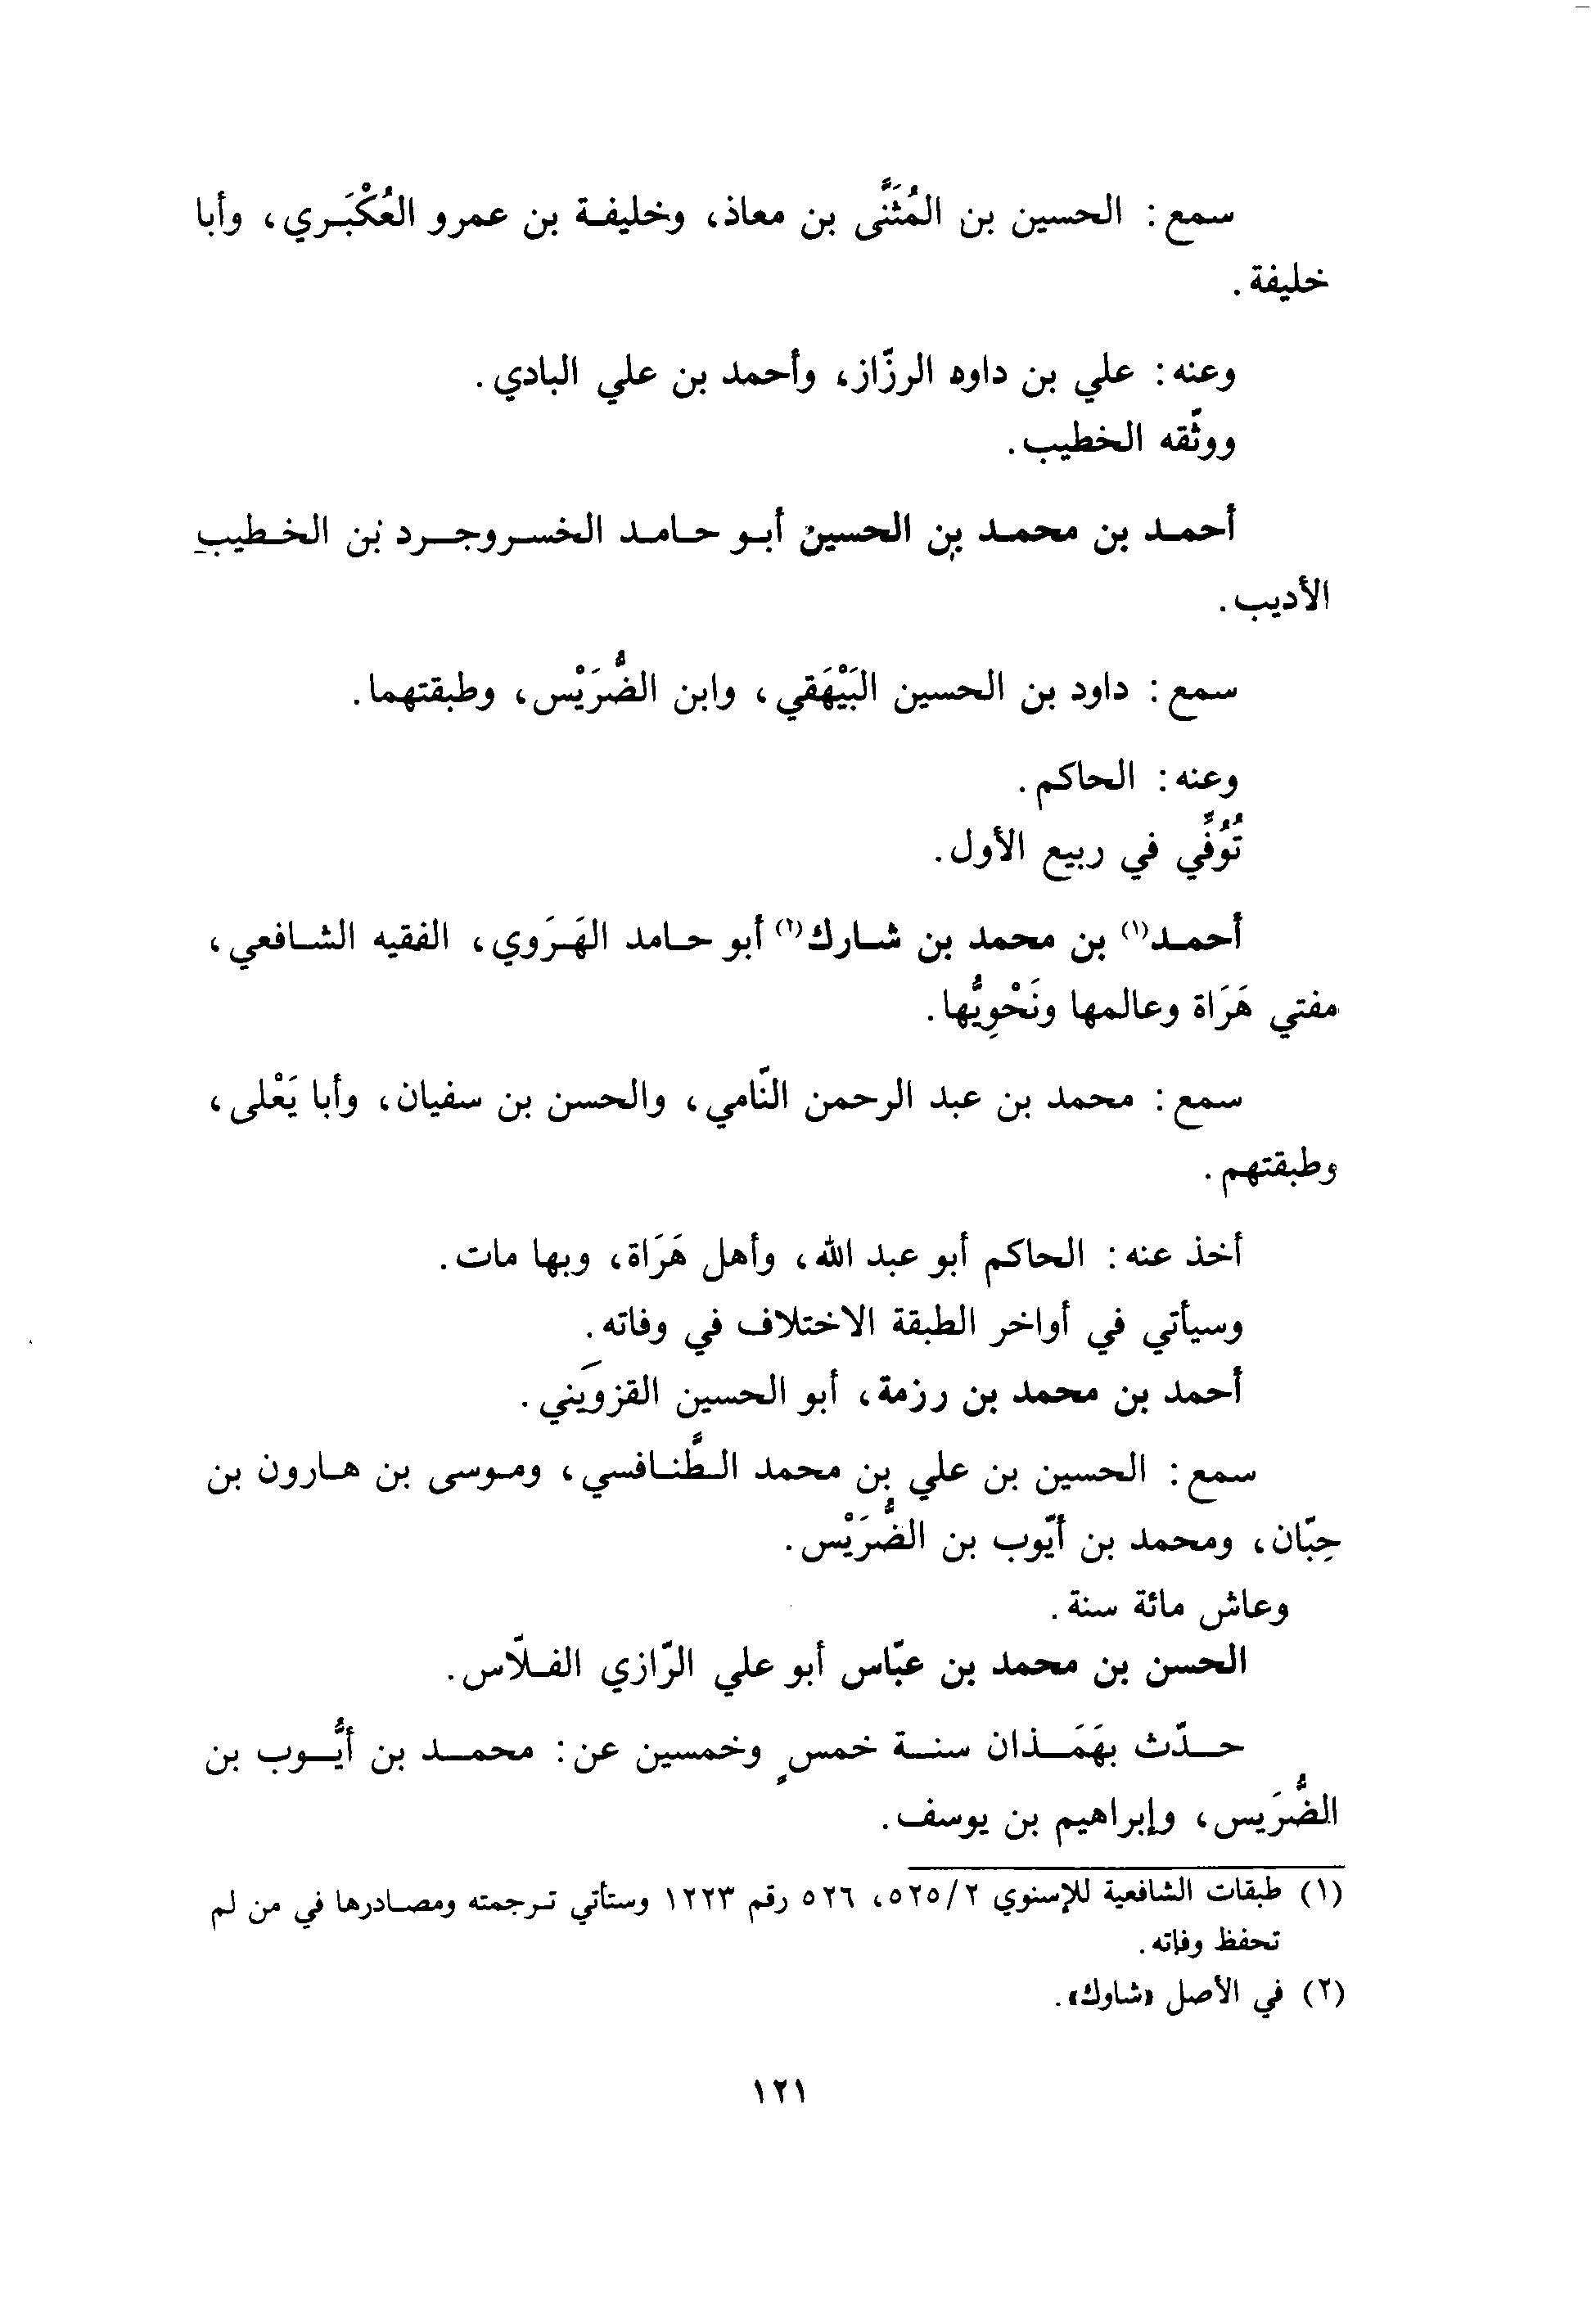 سمع: الحسين بن المُثَنَّى بن معاذ، وخليفة بن عمرو العُكْبَري، وأبا
خليفة.
وعنه: علي بن داوه الرزّاز، وأحمد بن علي البادي.
ووثّقه الخطيب.
أحمد بن محمد بن الحسين أبو حامد الخسروجرد بن الخطيب
الأديب.
سمع: داود بن الحسين البَيْهَقي، وابن الضُّرَيْس، وطبقتهما.
وعنه: الحاكم.
تُوُفِّي في ربيع الأول.
أحمد(١) بن محمد بن شارك(٢) أبو حامد الهَرَوي، الفقيه الشافعي،
مفتي هَرَاة وعالمها ونَحْوِيُّها.
سمع: محمد بن عبد الرحمن النّامي، والحسن بن سفيان، وأبا يَعْلى،
وطبقتهم.
أخذ عنه: الحاكم أبو عبد الله، وأهل هَرَاة، وبها مات.
وسيأتي في أواخر الطبقة الاختلاف في وفاته.
أحمد بن محمد بن رزمة، أبو الحسين القزوَيني.
سمع: الحسين بن علي بن محمد الطَّنافسي، وموسى بن هارون بن
حِبّان، ومحمد بن أيّوب بن الضُّرَيْس.
وعاش مائة سنة.
الحسن بن محمد بن عبّاس أبو علي الرّازي الفلّاس.
حدّث بهَمَذان سنة خمسٍ وخمسين عن: محمد بن أيُّوب بن
الضُّرَيس، وإبراهيم بن يوسف.
(١) طبقات الشافعية للإسنوي ٢/ ٥٢٥، ٥٢٦ رقم ١٢٢٣ وستأتي ترجمته ومصادرها في من لم
تحفظ وفاته.
(٢) في الأصل «شاوك».
١٢١